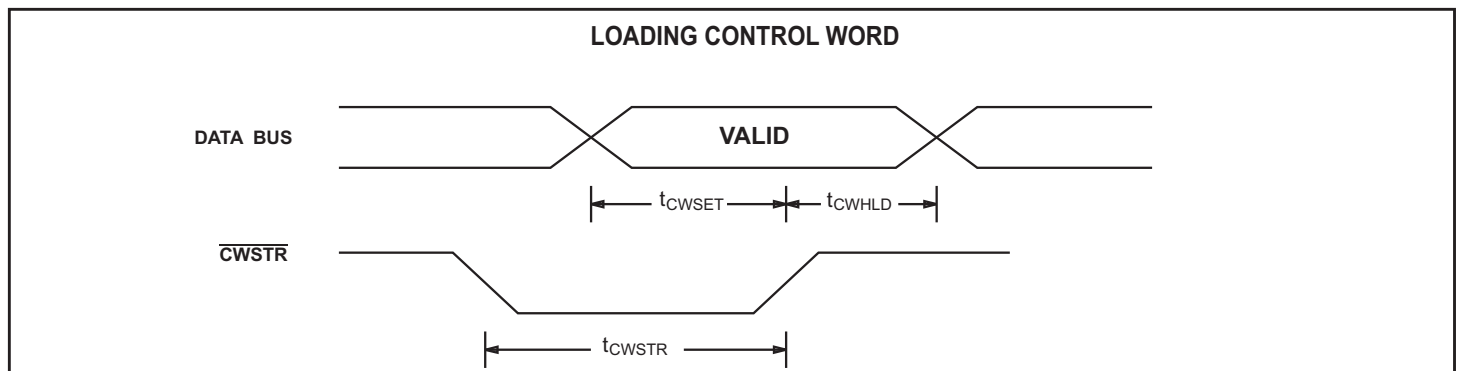 LOADING CONTROL WORD
DATA BUS
VALID
tCWSET
tCWHLD
CWSTR
tCWSTR